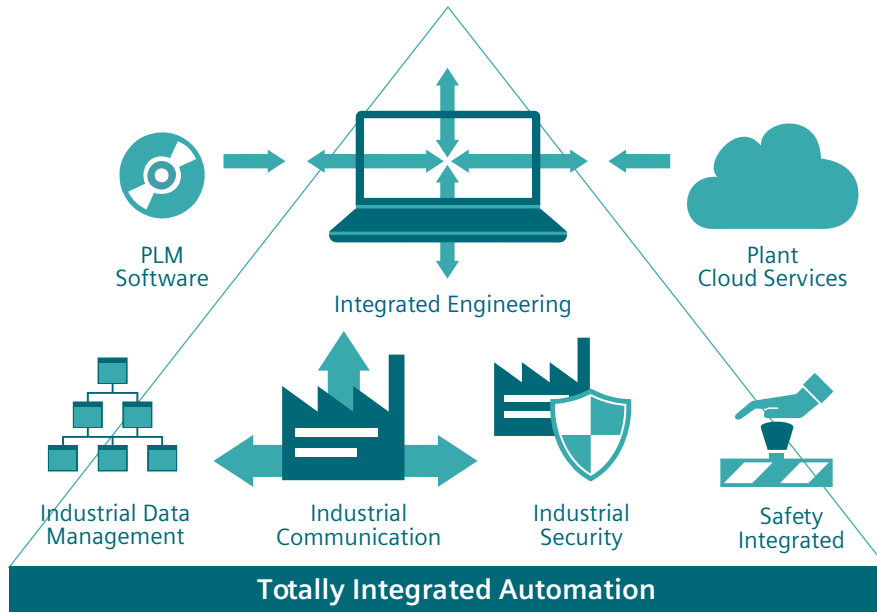 PLM
Software
Plant
Cloud Services
Integrated Engineering
Industrial Data
Management
Industrial
Communication
Industrial
Security
Safety
Integrated
Totally Integrated Automation